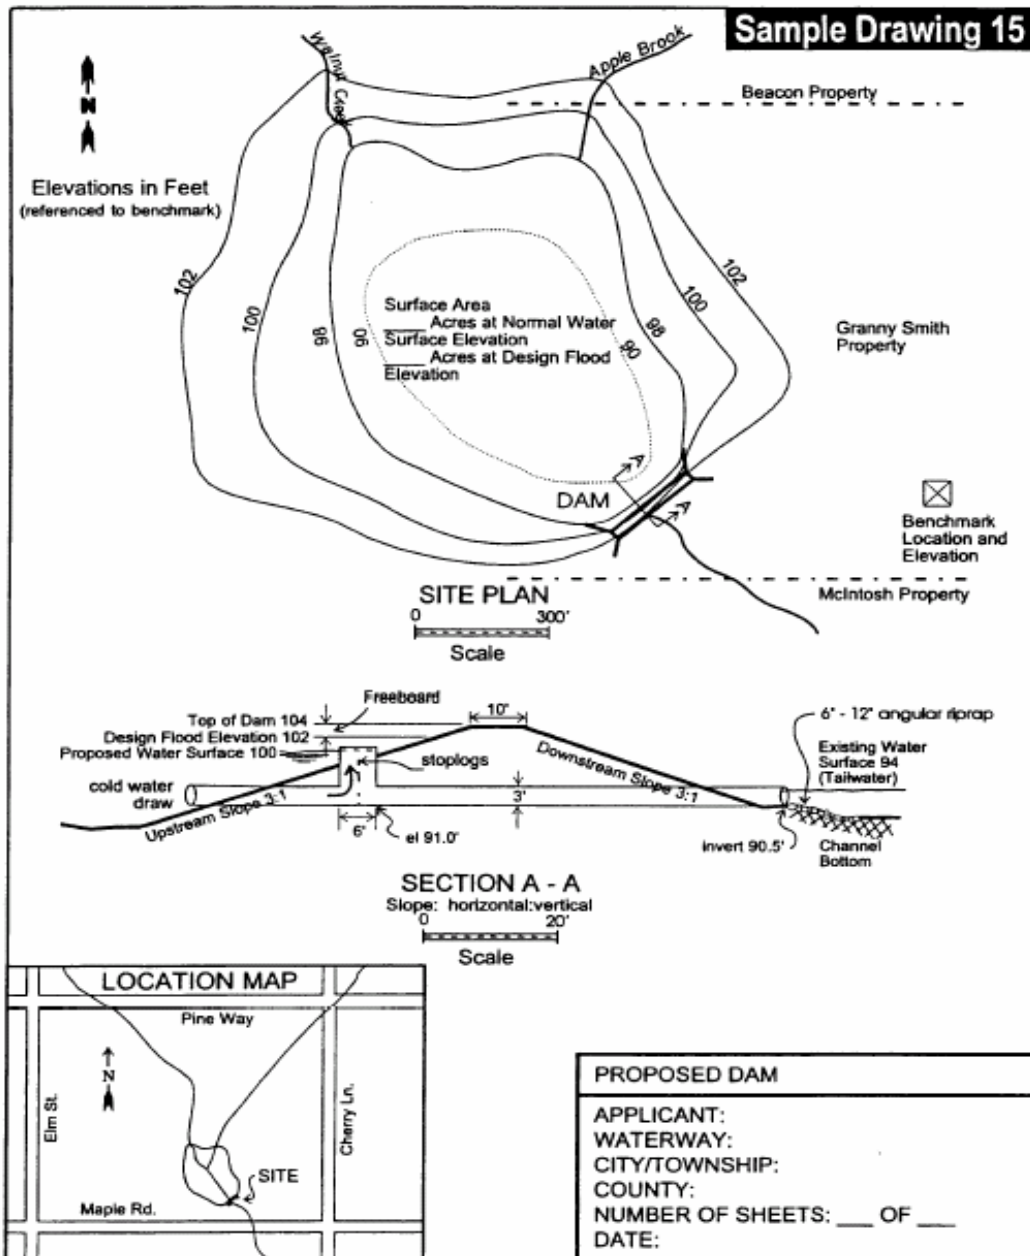 Sample Drawing 15
Walnut Creek
Apple Brook
Beacon Property
N
Elevations in Feet
(referenced to benchmark)
102
100
98
90
Surface Area
____ Acres at Normal Water
Surface Elevation
____ Acres at Design Flood
Elevation
90
98
100
102
Granny Smith
Property
A
DAM
A
Benchmark
Location and
Elevation
McIntosh Property
SITE PLAN
0 300'
Scale
Freeboard
10'
Top of Dam 104
Design Flood Elevation 102
Proposed Water Surface 100
stoplogs
cold water
draw
Upstream Slope 3:1
6'
el 91.0'
3'
Downstream Slope 3:1
6" - 12" angular riprap
Existing Water
Surface 94
(Tailwater)
invert 90.5'
Channel
Bottom
SECTION A - A
Slope: horizontal:vertical
0 20'
Scale
LOCATION MAP
Pine Way
N
Elm St.
Cherry Ln.
SITE
Maple Rd.
PROPOSED DAM
APPLICANT:
WATERWAY:
CITY/TOWNSHIP:
COUNTY:
NUMBER OF SHEETS: ___ OF ___
DATE: